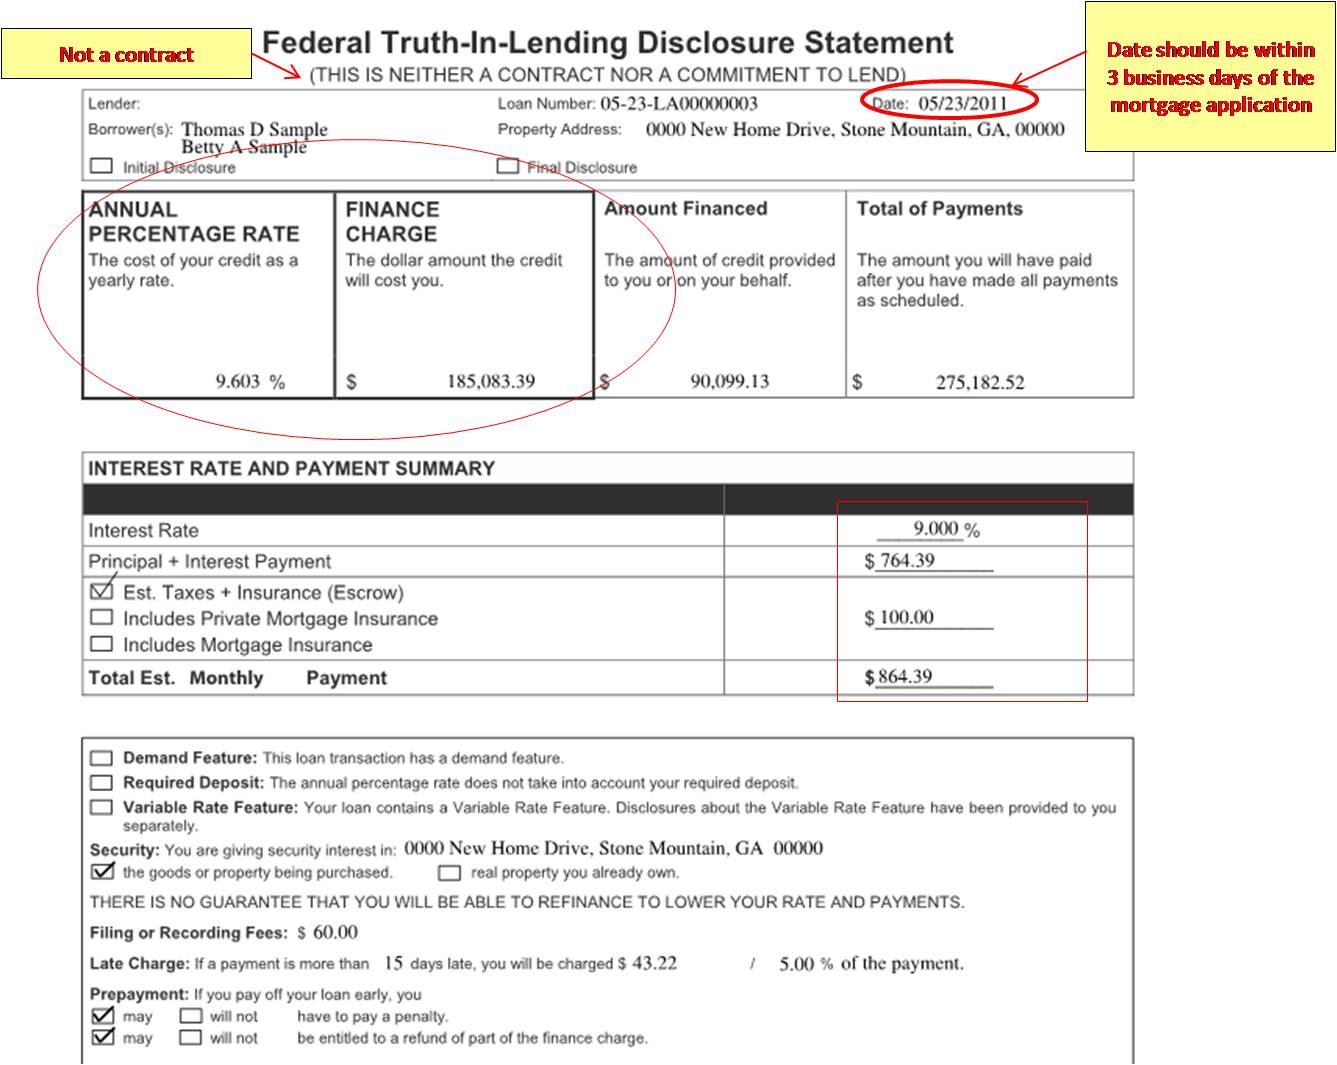 Not a contract
Federal Truth-In-Lending Disclosure Statement
(THIS IS NEITHER A CONTRACT NOR A COMMITMENT TO LEND)
Date should be within
3 business days of the
mortgage application
Lender:
Loan Number: 05-23-LA00000003
Date: 05/23/2011
Borrower(s): Thomas D Sample
Betty A Sample
Property Address: 0000 New Home Drive, Stone Mountain, GA, 00000
Initial Disclosure
Final Disclosure
ANNUAL
PERCENTAGE RATE
The cost of your credit as a
yearly rate.
9.603 %
FINANCE
CHARGE
The dollar amount the credit
will cost you.
$ 185,083.39
Amount Financed
The amount of credit provided
to you or on your behalf.
$ 90,099.13
Total of Payments
The amount you will have paid
after you have made all payments
as scheduled.
$ 275,182.52
INTEREST RATE AND PAYMENT SUMMARY
Interest Rate 9.000 %
Principal + Interest Payment $ 764.39
Est. Taxes + Insurance (Escrow)
Includes Private Mortgage Insurance $ 100.00
Includes Mortgage Insurance
Total Est. Monthly Payment $ 864.39
Demand Feature: This loan transaction has a demand feature.
Required Deposit: The annual percentage rate does not take into account your required deposit.
Variable Rate Feature: Your loan contains a Variable Rate Feature. Disclosures about the Variable Rate Feature have been provided to you
separately.
Security: You are giving security interest in: 0000 New Home Drive, Stone Mountain, GA 00000
the goods or property being purchased. real property you already own.
THERE IS NO GUARANTEE THAT YOU WILL BE ABLE TO REFINANCE TO LOWER YOUR RATE AND PAYMENTS.
Filing or Recording Fees: $ 60.00
Late Charge: If a payment is more than 15 days late, you will be charged $ 43.22 / 5.00 % of the payment.
Prepayment: If you pay off your loan early, you
may will not have to pay a penalty.
may will not be entitled to a refund of part of the finance charge.